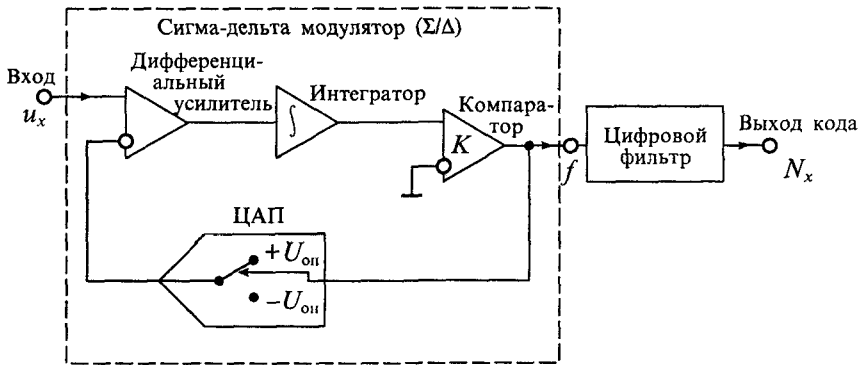 Сигма-дельта модулятор (Σ/Δ)
Вход
u_x
Дифференци-
альный
усилитель
∫
Интегратор
Компара-
тор
K
f
Цифровой
фильтр
Выход кода
N_x
ЦАП
+U_оп
−U_оп